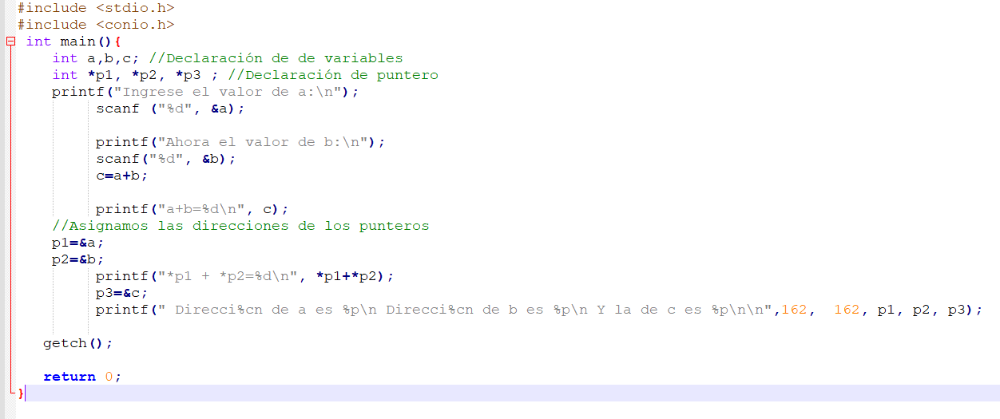 #include <stdio.h>
#include <conio.h>
int main(){
int a,b,c; //Declaración de de variables
int *p1, *p2, *p3 ; //Declaración de puntero
printf("Ingrese el valor de a:\n");
scanf ("%d", &a);
printf("Ahora el valor de b:\n");
scanf("%d", &b);
c=a+b;
printf("a+b=%d\n", c);
//Asignamos las direcciones de los punteros
p1=&a;
p2=&b;
printf("*p1 + *p2=%d\n", *p1+*p2);
p3=&c;
printf(" Direcci%cn de a es %p\n Direcci%cn de b es %p\n Y la de c es %p\n\n",162,  162, p1, p2, p3);
getch();
return 0;
}